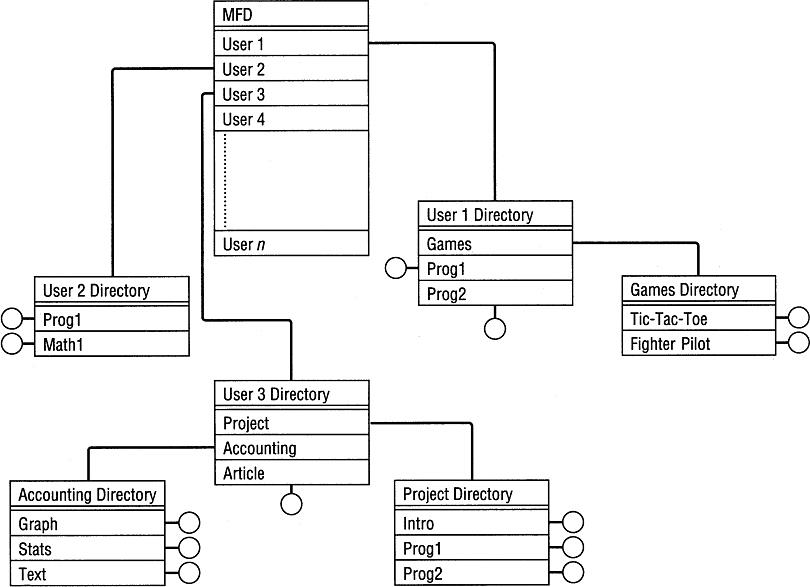 MFD
User 1
User 2
User 3
User 4
User n
User 1 Directory
Games
Prog1
Prog2
User 2 Directory
Prog1
Math1
Games Directory
Tic-Tac-Toe
Fighter Pilot
User 3 Directory
Project
Accounting
Article
Accounting Directory
Graph
Stats
Text
Project Directory
Intro
Prog1
Prog2